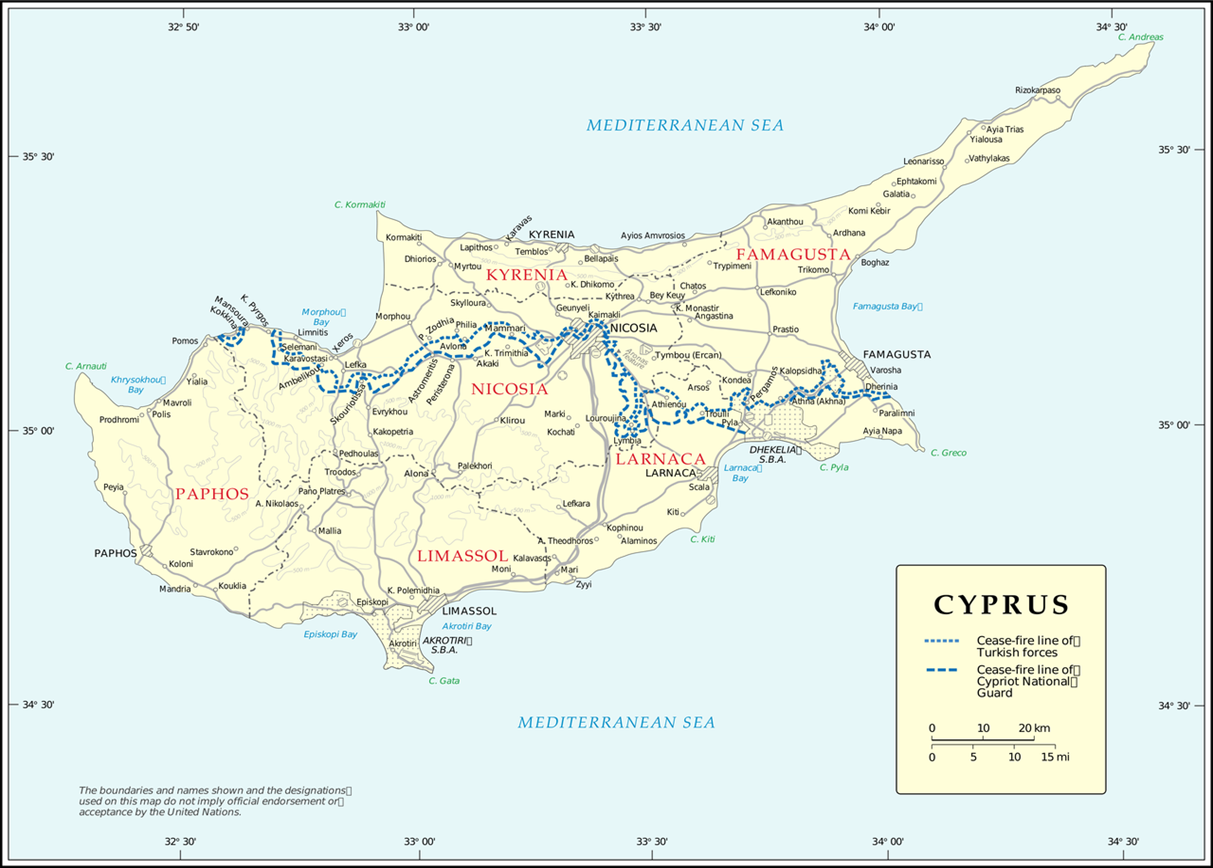 32° 50'
33° 00'
33° 30'
34° 00'
34° 30'
C. Andreas
Rizokarpaso
MEDITERRANEAN SEA
Ayia Trias
Yialousa
35° 30'
35° 30'
Leonarisso
Vathylakas
Ephtakomi
Galatia
C. Kormakiti
Komi Kebir
Karavas
Akanthou
Kormakiti
KYRENIA
Ayios Amvrosios
Ardhana
Lapithos
Temblos
Dhiorios
Bellapais
FAMAGUSTA
Boghaz
Myrtou
KYRENIA
Trypimeni
Trikomo
K. Dhikomo
Chatos
Lefkoniko
Kythrea
Bey Keuy
Skylloura
K. Monastir
Famagusta Bay
Mansoura
Kokkina
K. Pyrgos
Morphou
Bay
Morphou
Geunyeli
Kaimakli
Angastina
P. Zodhia
Philia
Mammari
NICOSIA
Prastio
Limnitis
Xeros
Pomos
Selemani
Karavostasi
Avlona
K. Trimithia
Tymbou (Ercan)
FAMAGUSTA
C. Arnauti
Lefka
Akaki
Varosha
Ambelikou
Astromeritis
Peristerona
Kondea
Pergamos
Kalopsidha
Khrysokhou
Bay
Yialia
Skouriotissa
NICOSIA
Arsos
Dherinia
Mavroli
Athienou
Athna (Akhna)
Prodhromi
Polis
Evrykhou
Marki
Louroujina
Troulli
Pyla
Paralimni
Klirou
35° 00'
35° 00'
Kakopetria
Kochati
Lymbia
Ayia Napa
Pedhoulas
LARNACA
DHEKELIA
S.B.A.
C. Greco
Troodos
Alona
Palekhori
LARNACA
Larnaca
Bay
C. Pyla
Peyia
PAPHOS
Pano Platres
Scala
A. Nikolaos
Lefkara
Kiti
Mallia
Kophinou
C. Kiti
A. Theodhoros
Alaminos
PAPHOS
Stavrokono
LIMASSOL
Kalavasos
Koloni
Moni
Mari
Mandria
Kouklia
Zyyi
K. Polemidhia
Episkopi
LIMASSOL
Episkopi Bay
Akrotiri Bay
Akrotiri
AKROTIRI
S.B.A.
C. Gata
34° 30'
34° 30'
MEDITERRANEAN SEA
CYPRUS
Cease-fire line of
Turkish forces
Cease-fire line of
Cypriot National
Guard
0 10 20 km
0 5 10 15 mi
The boundaries and names shown and the designations
used on this map do not imply official endorsement or
acceptance by the United Nations.
32° 30'
33° 00'
33° 30'
34° 00'
34° 30'